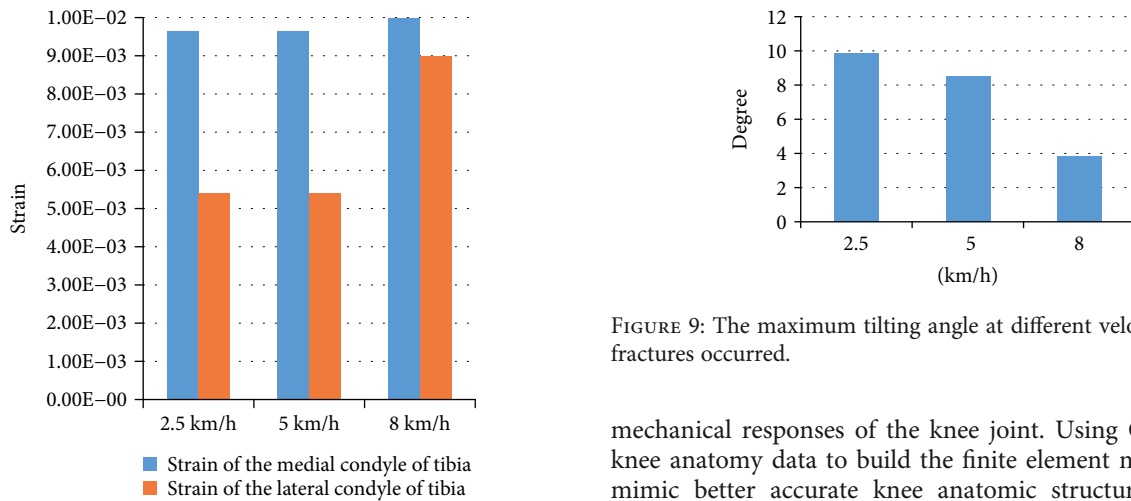 1.00E–02
9.00E–03
8.00E–03
7.00E–03
6.00E–03
5.00E–03
4.00E–03
3.00E–03
2.00E–03
1.00E–03
0.00E–00
Strain
2.5 km/h 5 km/h 8 km/h
Strain of the medial condyle of tibia
Strain of the lateral condyle of tibia
12
10
8
6
4
2
0
Degree
2.5 5 8
(km/h)
FIGURE 9: The maximum tilting angle at different
fractures occurred.
mechanical responses of the knee joint. Using
knee anatomy data to build the finite element
mimic better accurate knee anatomic